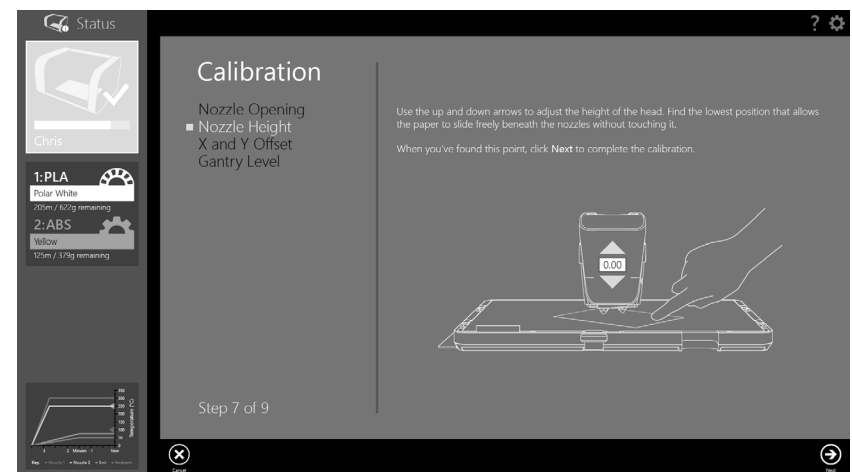 Status
?
Chris
1:PLA
Polar White
205m / 622g remaining
2:ABS
Yellow
125m / 379g remaining
Calibration
Nozzle Opening
Nozzle Height
X and Y Offset
Gantry Level
Step 7 of 9
Use the up and down arrows to adjust the height of the head. Find the lowest position that allows
the paper to slide freely beneath the nozzles without touching it.
When you've found this point, click Next to complete the calibration.
0.00
Temperature (°C)
2 Minutes 1 Now
Key: Nozzle 1 Nozzle 2 Bed Ambient
Cancel
Next